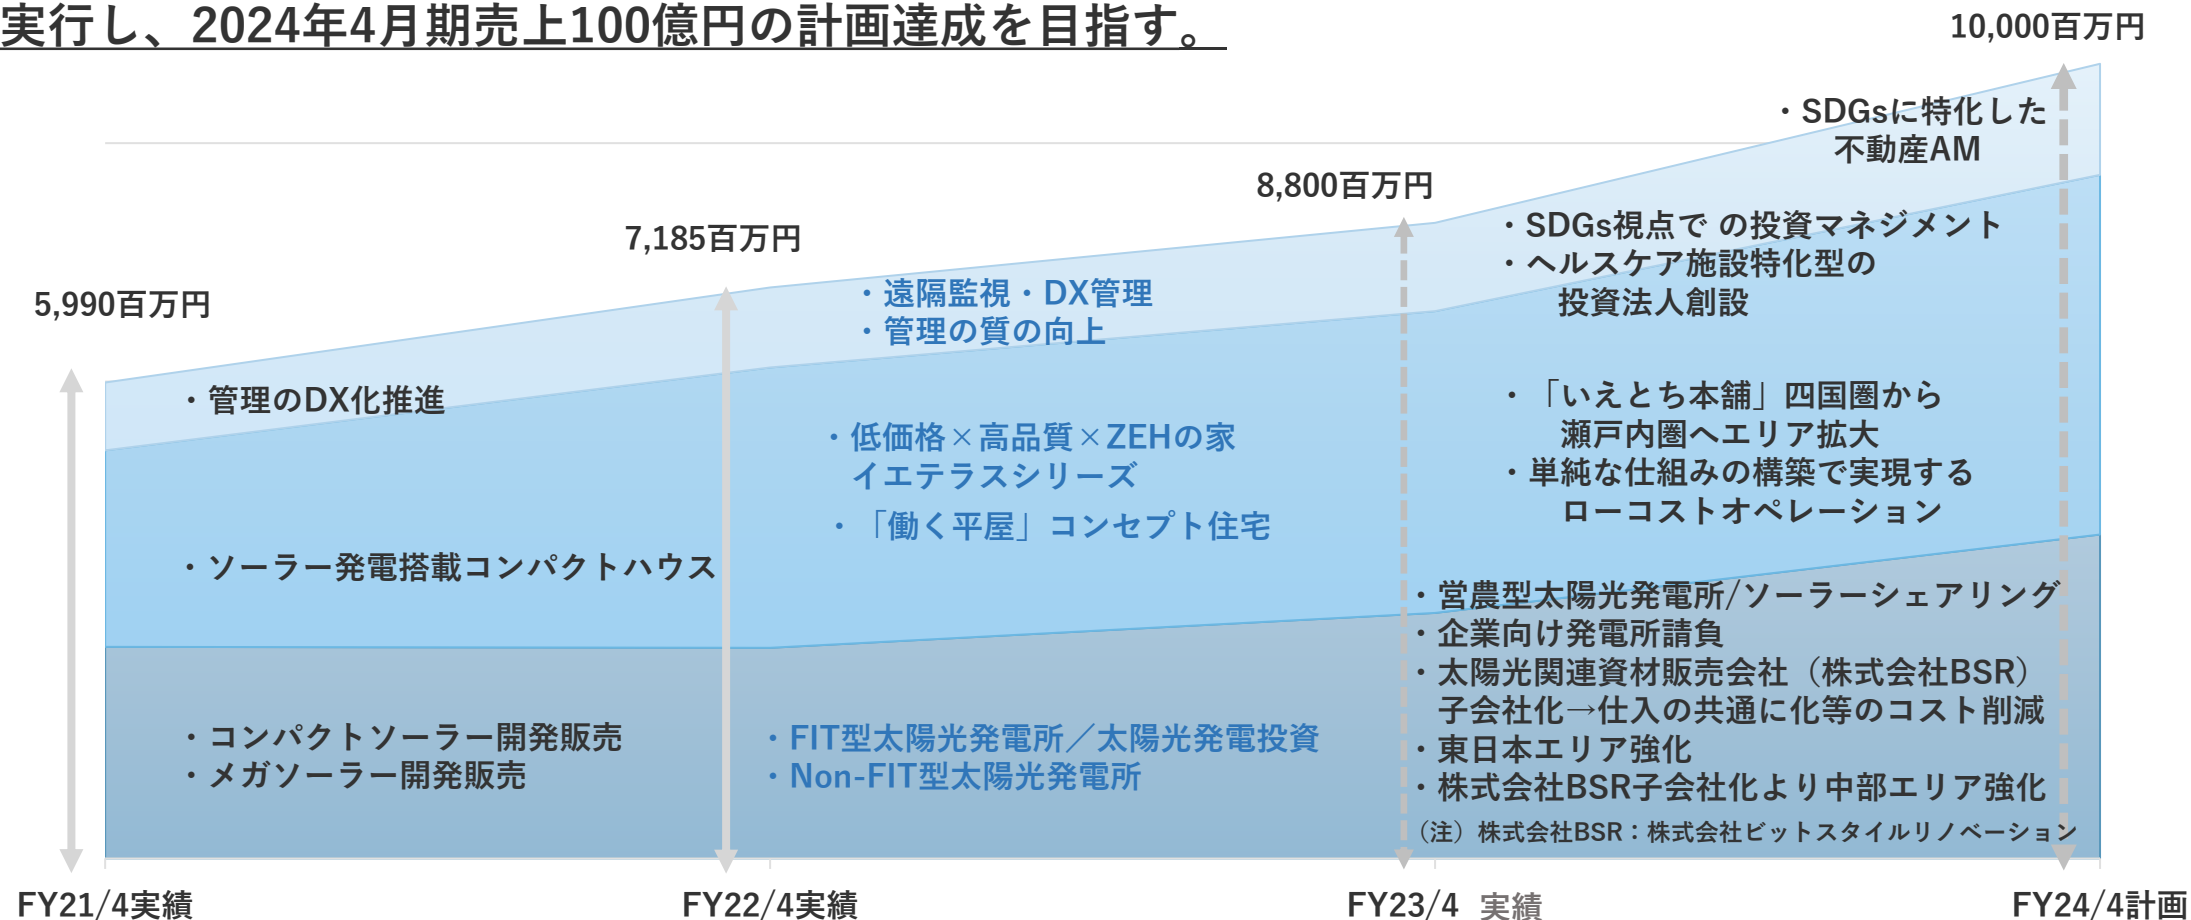 実行し、2024年4月期売上100億円の計画達成を目指す。
10,000百万円
8,800百万円
7,185百万円
5,990百万円
・SDGsに特化した
不動産AM
・SDGs視点で の投資マネジメント
・ヘルスケア施設特化型の
投資法人創設
・遠隔監視・DX管理
・管理の質の向上
・管理のDX化推進
・「いえとち本舗」四国圏から
瀬戸内圏へエリア拡大
・単純な仕組みの構築で実現する
ローコストオペレーション
・低価格×高品質×ZEHの家
イエテラスシリーズ
・「働く平屋」コンセプト住宅
・ソーラー発電搭載コンパクトハウス
・営農型太陽光発電所/ソーラーシェアリング
・企業向け発電所請負
・太陽光関連資材販売会社（株式会社BSR）
子会社化→仕入の共通に化等のコスト削減
・東日本エリア強化
・株式会社BSR子会社化より中部エリア強化
（注）株式会社BSR：株式会社ビットスタイルリノベーション
・コンパクトソーラー開発販売
・メガソーラー開発販売
・FIT型太陽光発電所／太陽光発電投資
・Non-FIT型太陽光発電所
FY21/4実績
FY22/4実績
FY23/4 実績
FY24/4計画